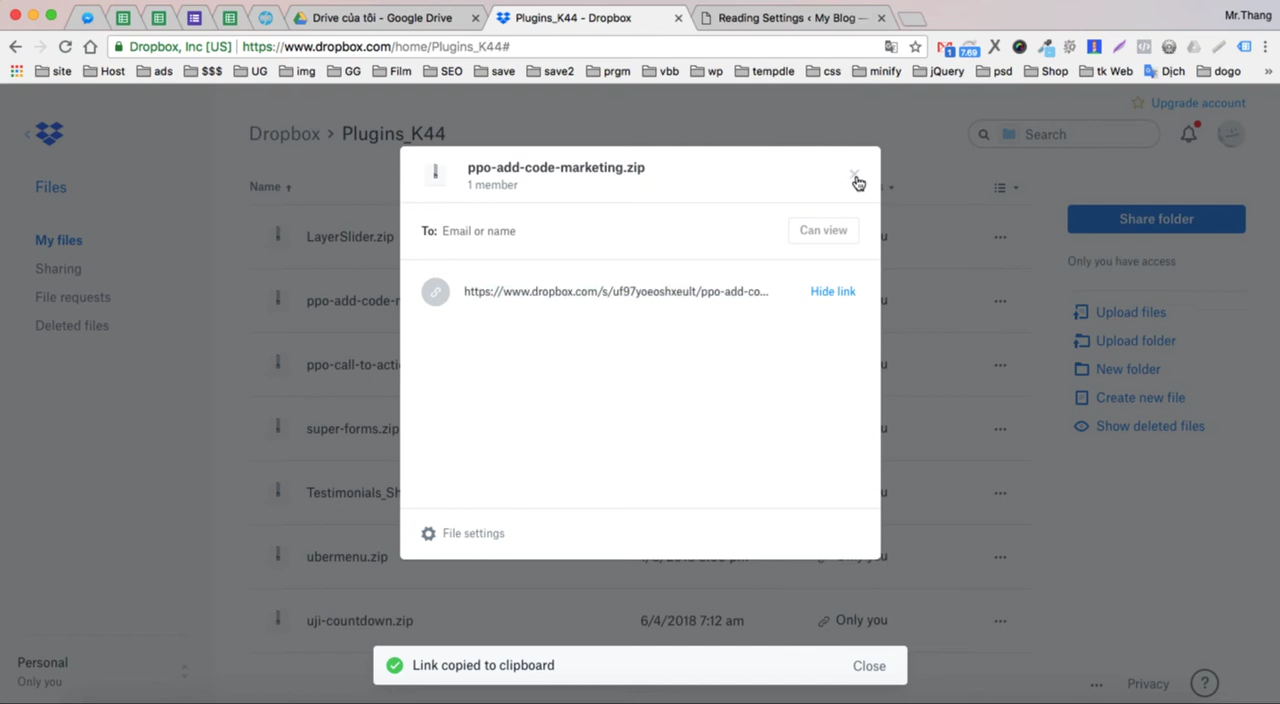 Mr.Thang
Drive của tôi - Google Drive
Plugins_K44 - Dropbox
Reading Settings ‹ My Blog —
Dropbox, Inc [US]
https://www.dropbox.com/home/Plugins_K44#
1
7.69
site
Host
ads
$$$
UG
img
GG
Film
SEO
save
save2
prgm
vbb
wp
tempdle
css
minify
jQuery
psd
Shop
tk Web
Dịch
dogo
»
Upgrade account
Dropbox › Plugins_K44
Search
Files
My files
Sharing
File requests
Deleted files
Name ↑
LayerSlider.zip
ppo-add-code-
ppo-call-to-acti
super-forms.zip
Testimonials_Sh
ubermenu.zip
uji-countdown.zip
6/4/2018 7:12 am
Only you
ppo-add-code-marketing.zip
1 member
To: Email or name
Can view
https://www.dropbox.com/s/uf97yoeoshxeult/ppo-add-co...
Hide link
File settings
Link copied to clipboard
Close
Share folder
Only you have access
Upload files
Upload folder
New folder
Create new file
Show deleted files
Personal
Only you
Privacy
?